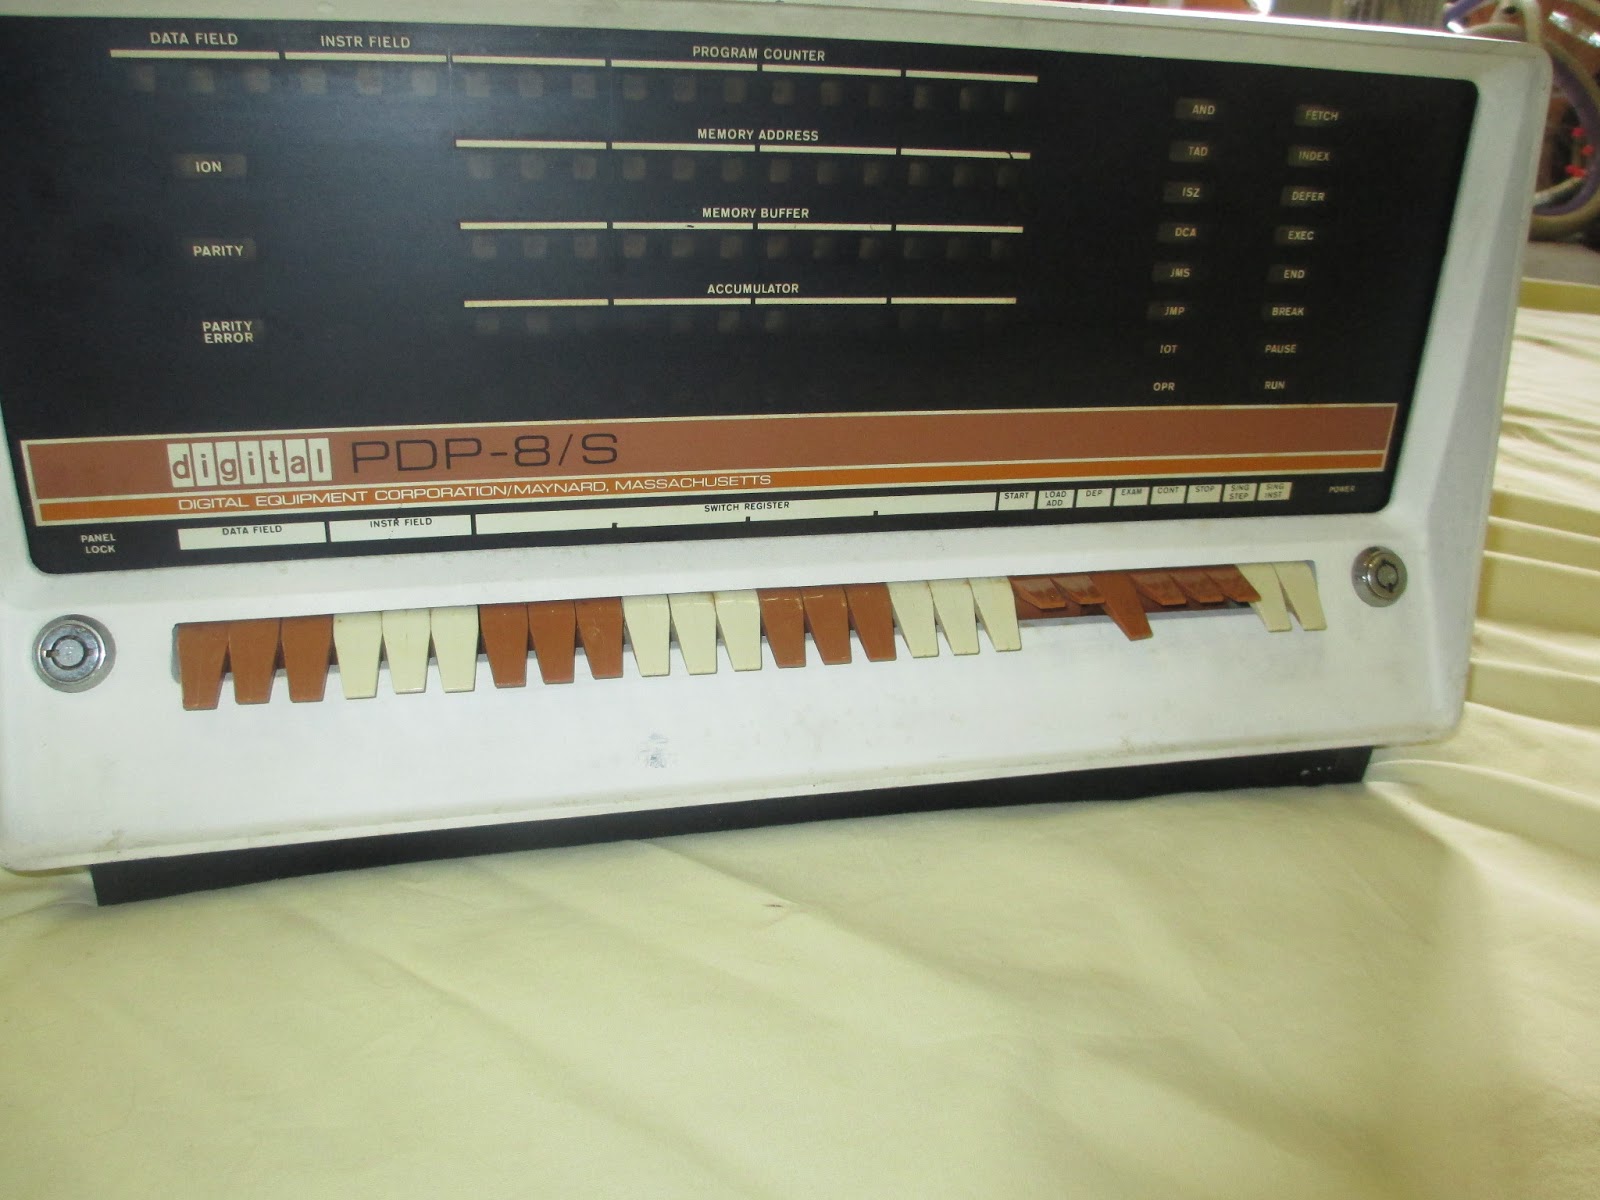 DATA FIELD INSTR FIELD PROGRAM COUNTER
AND FETCH
MEMORY ADDRESS
ION TAD INDEX
ISZ DEFER
MEMORY BUFFER
PARITY DCA EXEC
JMS END
ACCUMULATOR
PARITY ERROR JMP BREAK
IOT PAUSE
OPR RUN
digital PDP-8/S
DIGITAL EQUIPMENT CORPORATION/MAYNARD, MASSACHUSETTS
PANEL LOCK DATA FIELD INSTR FIELD SWITCH REGISTER START LOAD ADD DEP EXAM CONT STOP SING STEP SING INST POWER